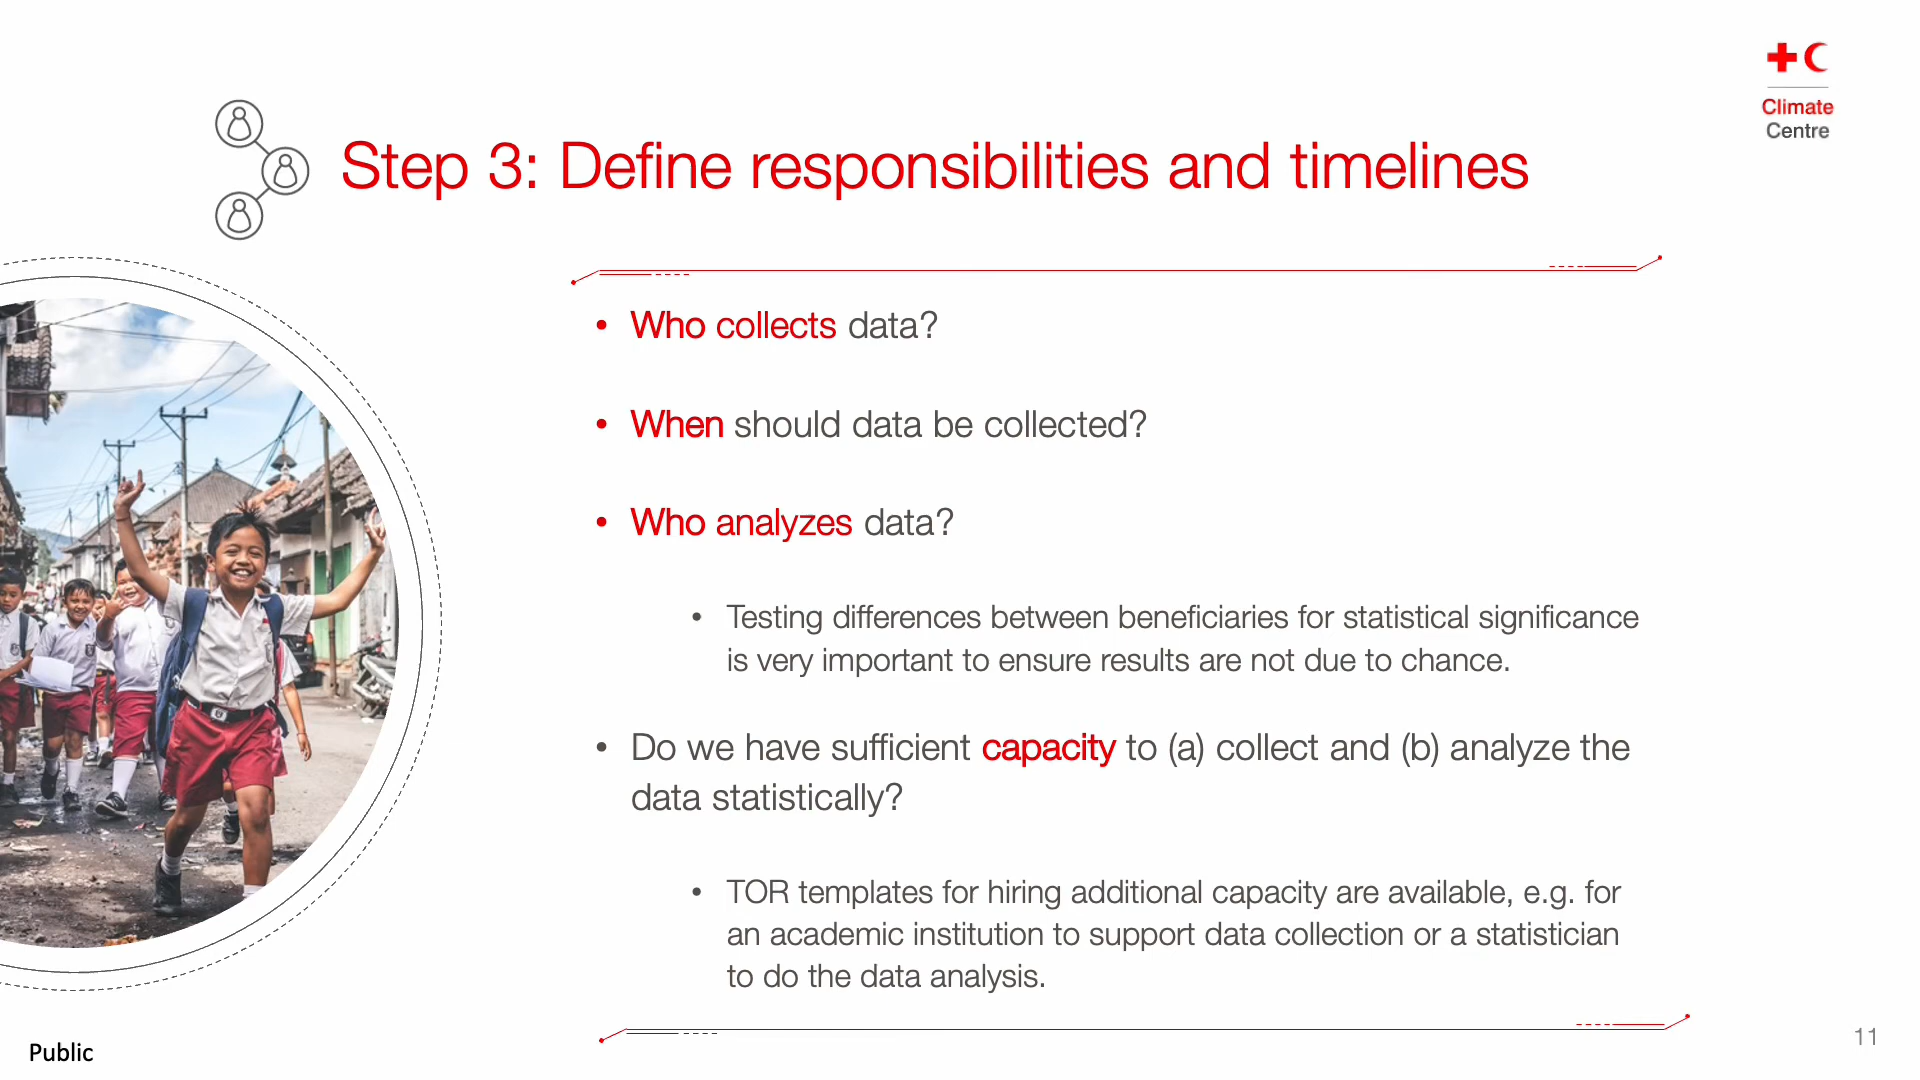 Climate
Centre
Step 3: Define responsibilities and timelines
• Who collects data?
• When should data be collected?
• Who analyzes data?
• Testing differences between beneficiaries for statistical significance
is very important to ensure results are not due to chance.
• Do we have sufficient capacity to (a) collect and (b) analyze the
data statistically?
• TOR templates for hiring additional capacity are available, e.g. for
an academic institution to support data collection or a statistician
to do the data analysis.
Public
11